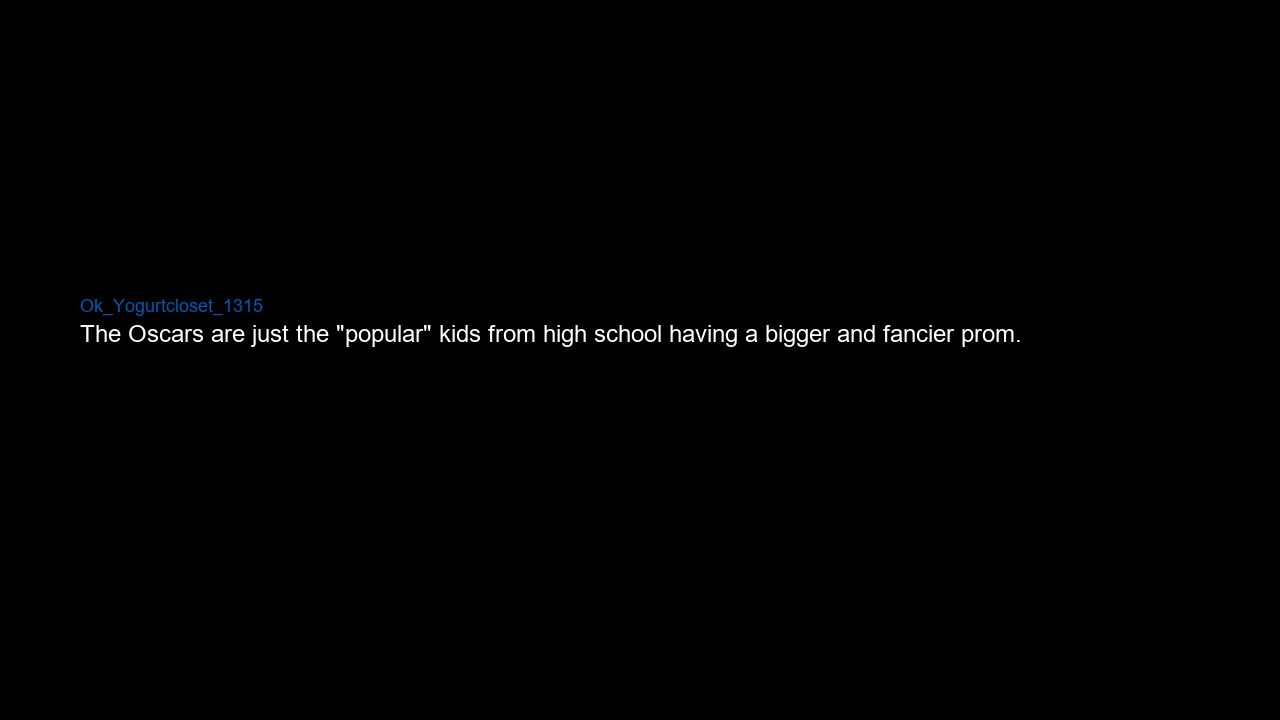 Ok_Yogurtcloset_1315
The Oscars are just the "popular" kids from high school having a bigger and fancier prom.